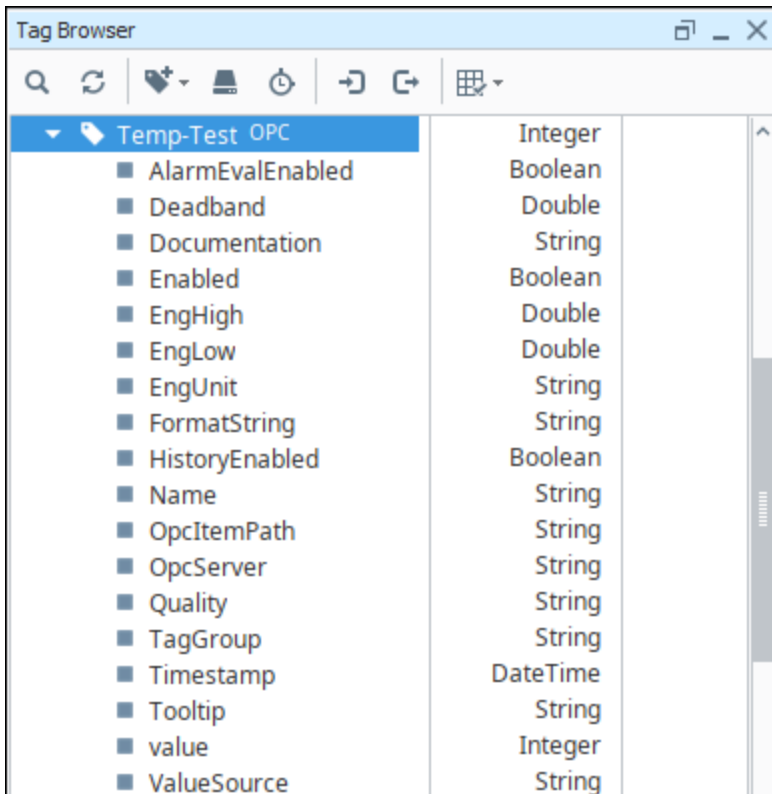 Tag Browser
Temp-Test OPC Integer
AlarmEvalEnabled Boolean
Deadband Double
Documentation String
Enabled Boolean
EngHigh Double
EngLow Double
EngUnit String
FormatString String
HistoryEnabled Boolean
Name String
OpcItemPath String
OpcServer String
Quality String
TagGroup String
Timestamp DateTime
Tooltip String
value Integer
ValueSource String